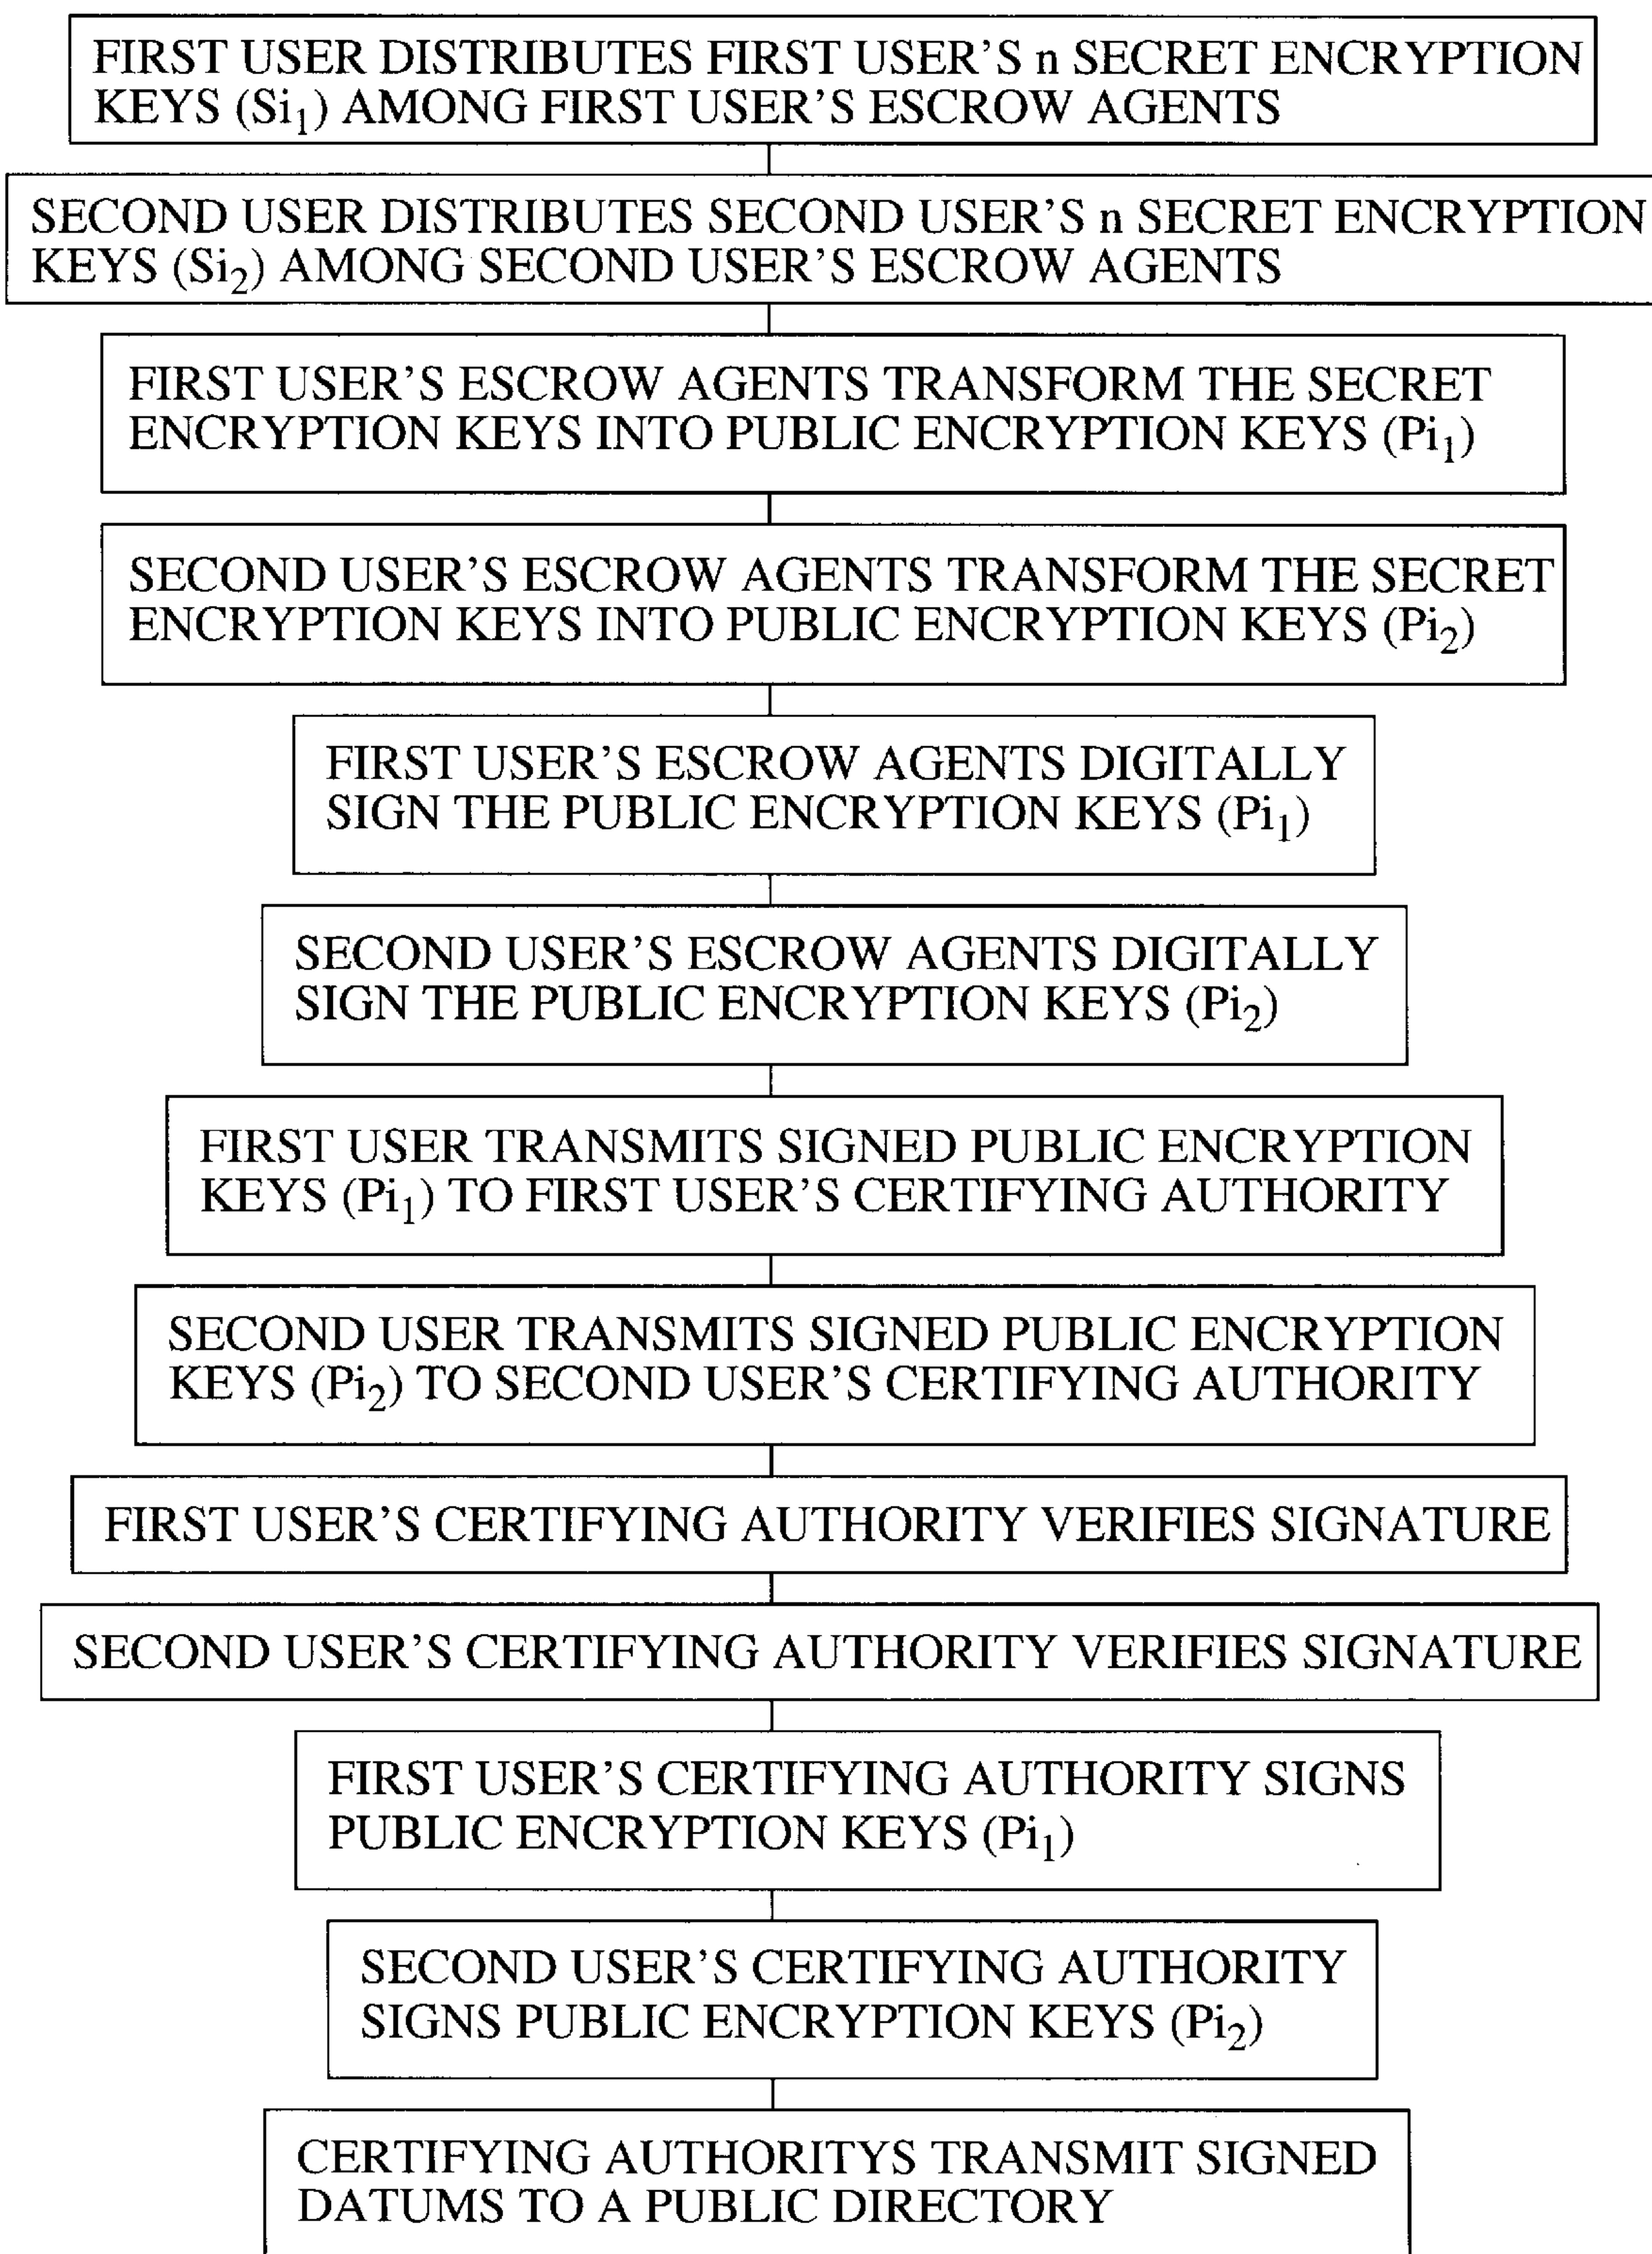 FIRST USER DISTRIBUTES FIRST USER'S n SECRET ENCRYPTION
KEYS (Si₁) AMONG FIRST USER'S ESCROW AGENTS
SECOND USER DISTRIBUTES SECOND USER'S n SECRET ENCRYPTION
KEYS (Si₂) AMONG SECOND USER'S ESCROW AGENTS
FIRST USER'S ESCROW AGENTS TRANSFORM THE SECRET
ENCRYPTION KEYS INTO PUBLIC ENCRYPTION KEYS (Pi₁)
SECOND USER'S ESCROW AGENTS TRANSFORM THE SECRET
ENCRYPTION KEYS INTO PUBLIC ENCRYPTION KEYS (Pi₂)
FIRST USER'S ESCROW AGENTS DIGITALLY
SIGN THE PUBLIC ENCRYPTION KEYS (Pi₁)
SECOND USER'S ESCROW AGENTS DIGITALLY
SIGN THE PUBLIC ENCRYPTION KEYS (Pi₂)
FIRST USER TRANSMITS SIGNED PUBLIC ENCRYPTION
KEYS (Pi₁) TO FIRST USER'S CERTIFYING AUTHORITY
SECOND USER TRANSMITS SIGNED PUBLIC ENCRYPTION
KEYS (Pi₂) TO SECOND USER'S CERTIFYING AUTHORITY
FIRST USER'S CERTIFYING AUTHORITY VERIFIES SIGNATURE
SECOND USER'S CERTIFYING AUTHORITY VERIFIES SIGNATURE
FIRST USER'S CERTIFYING AUTHORITY SIGNS
PUBLIC ENCRYPTION KEYS (Pi₁)
SECOND USER'S CERTIFYING AUTHORITY
SIGNS PUBLIC ENCRYPTION KEYS (Pi₂)
CERTIFYING AUTHORITYS TRANSMIT SIGNED
DATUMS TO A PUBLIC DIRECTORY